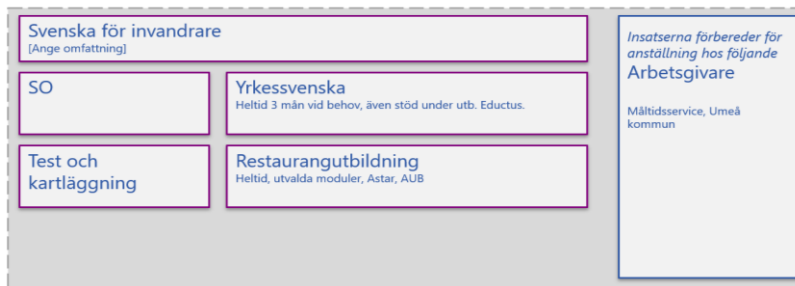 Svenska för invandrare
[Ange omfattning]
SO
Yrkessvenska
Heltid 3 mån vid behov, även stöd under utb. Eductus.
Test och
kartläggning
Restaurangutbildning
Heltid, utvalda moduler, Astar, AUB
Insatserna förbereder för
anställning hos följande
Arbetsgivare
Måltidsservice, Umeå
kommun